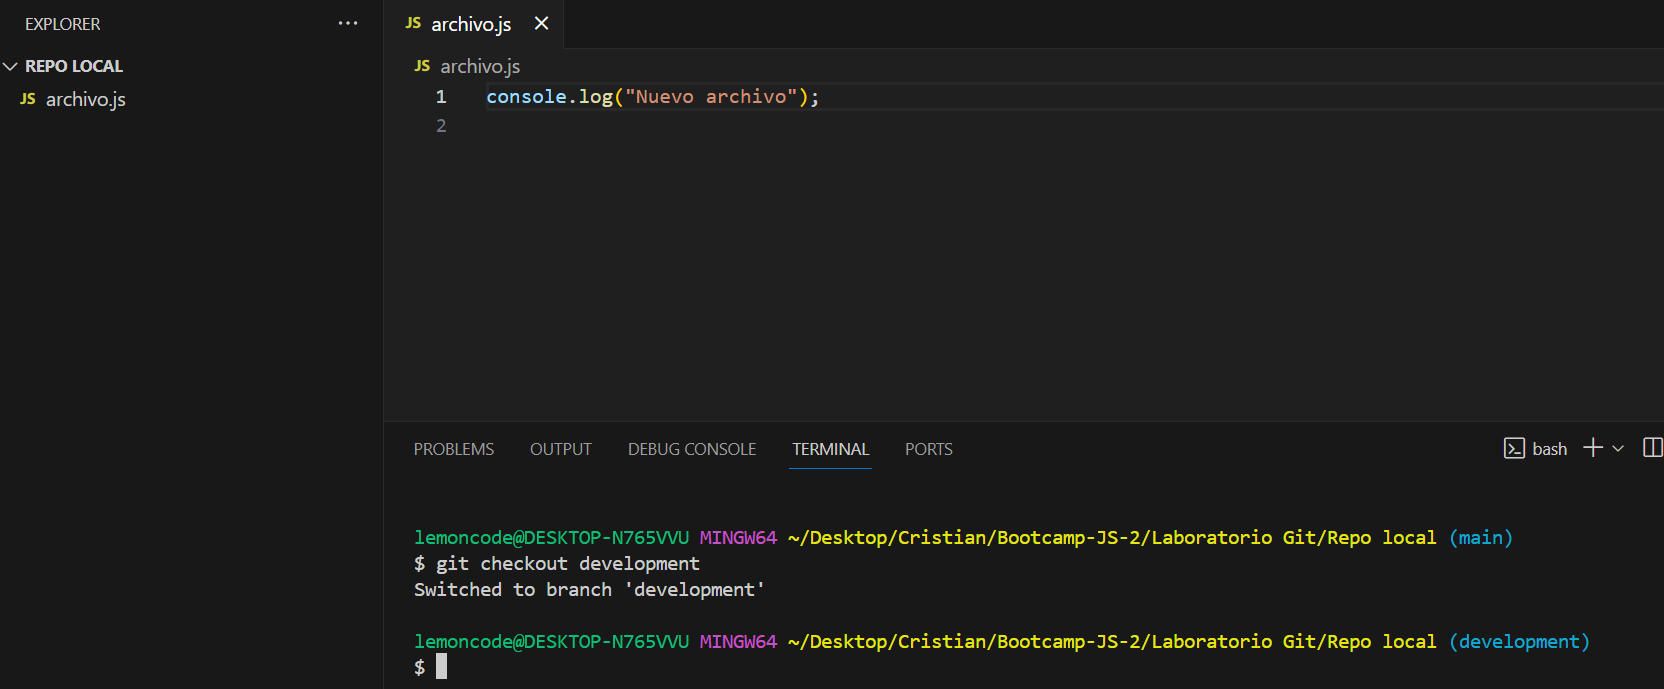 EXPLORER
REPO LOCAL
JS archivo.js
JS archivo.js
JS archivo.js
1 console.log("Nuevo archivo");
2
PROBLEMS OUTPUT DEBUG CONSOLE TERMINAL PORTS bash
lemoncode@DESKTOP-N765VVU MINGW64 ~/Desktop/Cristian/Bootcamp-JS-2/Laboratorio Git/Repo local (main)
$ git checkout development
Switched to branch 'development'
lemoncode@DESKTOP-N765VVU MINGW64 ~/Desktop/Cristian/Bootcamp-JS-2/Laboratorio Git/Repo local (development)
$